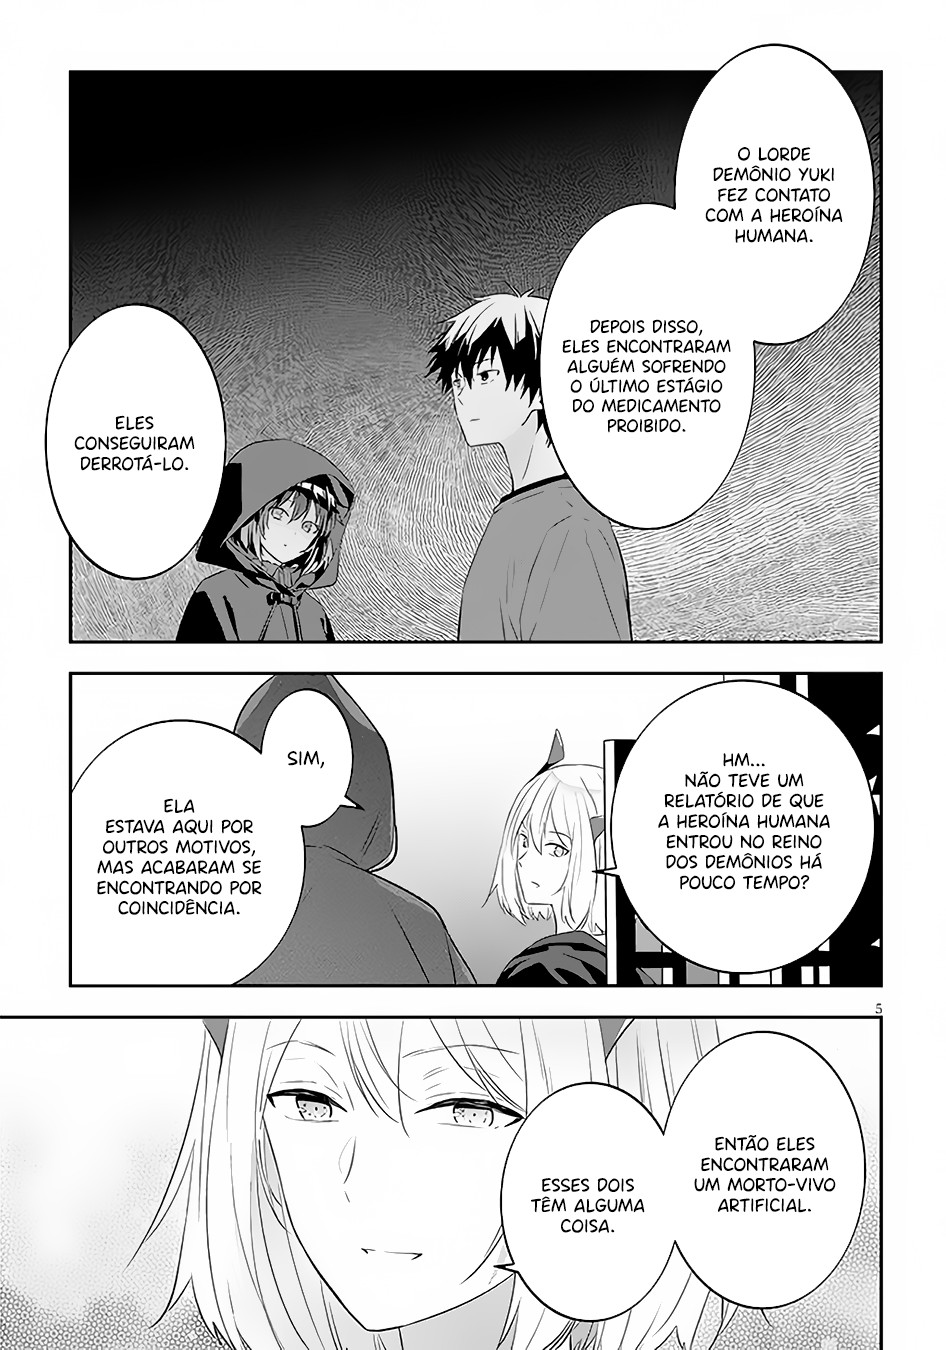 O LORDE
DEMÔNIO YUKI
FEZ CONTATO
COM A HEROÍNA
HUMANA.
DEPOIS DISSO,
ELES ENCONTRARAM
ALGUÉM SOFRENDO
O ÚLTIMO ESTÁGIO
DO MEDICAMENTO
PROIBIDO.
ELES
CONSEGUIRAM
DERROTÁ-LO.
HM...
NÃO TEVE UM
RELATÓRIO DE QUE
A HEROÍNA HUMANA
ENTROU NO REINO
DOS DEMÔNIOS HÁ
POUCO TEMPO?
SIM,
ELA
ESTAVA AQUI POR
OUTROS MOTIVOS,
MAS ACABARAM SE
ENCONTRANDO POR
COINCIDÊNCIA.
5
ENTÃO ELES
ENCONTRARAM
UM MORTO-VIVO
ARTIFICIAL.
ESSES DOIS
TÊM ALGUMA
COISA.